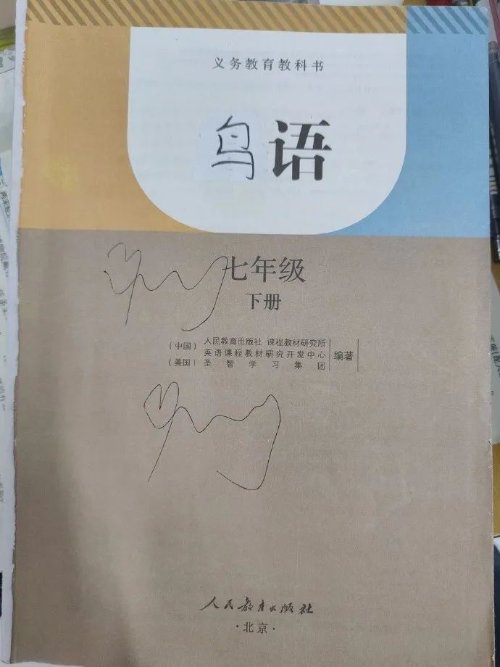 义务教育教科书
鸟语
七年级
下册
(中国) 人民教育出版社 课程教材研究所
英语课程教材研究开发中心 编著
(美国) 圣智学习集团
人民教育出版社
·北京·